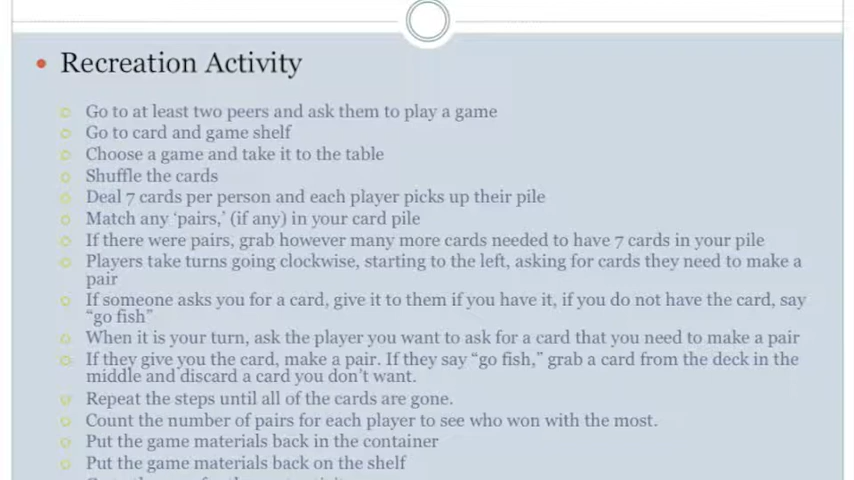 Recreation Activity
Go to at least two peers and ask them to play a game
Go to card and game shelf
Choose a game and take it to the table
Shuffle the cards
Deal 7 cards per person and each player picks up their pile
Match any ‘pairs,’ (if any) in your card pile
If there were pairs, grab however many more cards needed to have 7 cards in your pile
Players take turns going clockwise, starting to the left, asking for cards they need to make a
pair
If someone asks you for a card, give it to them if you have it, if you do not have the card, say
“go fish”
When it is your turn, ask the player you want to ask for a card that you need to make a pair
If they give you the card, make a pair. If they say “go fish,” grab a card from the deck in the
middle and discard a card you don’t want.
Repeat the steps until all of the cards are gone.
Count the number of pairs for each player to see who won with the most.
Put the game materials back in the container
Put the game materials back on the shelf